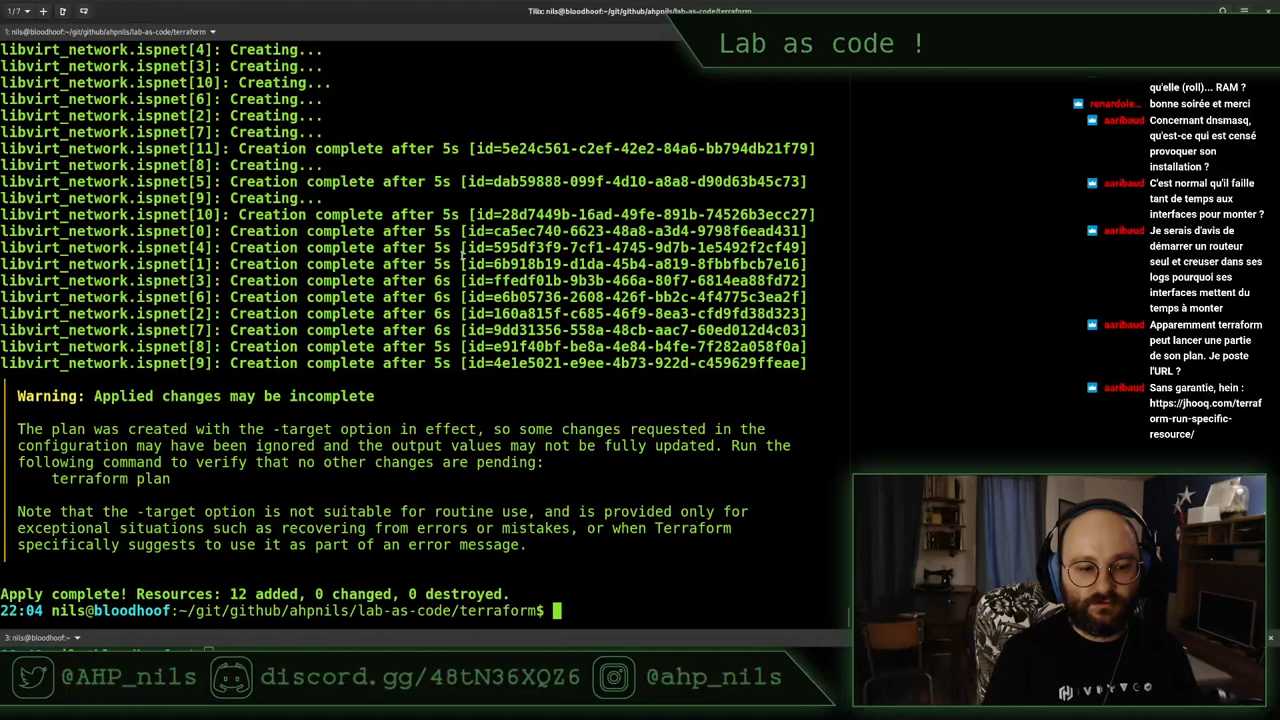 1/7
Tilix: nils@bloodhoof:~/git/github/ahpnils/lab-as-code/terraform
1: nils@bloodhoof:~/git/github/ahpnils/lab-as-code/terraform
Lab as code !
libvirt_network.ispnet[4]: Creating...
libvirt_network.ispnet[3]: Creating...
libvirt_network.ispnet[10]: Creating...
libvirt_network.ispnet[6]: Creating...
libvirt_network.ispnet[2]: Creating...
libvirt_network.ispnet[7]: Creating...
libvirt_network.ispnet[11]: Creation complete after 5s [id=5e24c561-c2ef-42e2-84a6-bb794db21f79]
libvirt_network.ispnet[8]: Creating...
libvirt_network.ispnet[5]: Creation complete after 5s [id=dab59888-099f-4d10-a8a8-d90d63b45c73]
libvirt_network.ispnet[9]: Creating...
libvirt_network.ispnet[10]: Creation complete after 5s [id=28d7449b-16ad-49fe-891b-74526b3ecc27]
libvirt_network.ispnet[0]: Creation complete after 5s [id=ca5ec740-6623-48a8-a3d4-9798f6ead431]
libvirt_network.ispnet[4]: Creation complete after 5s [id=595df3f9-7cf1-4745-9d7b-1e5492f2cf49]
libvirt_network.ispnet[1]: Creation complete after 5s [id=6b918b19-d1da-45b4-a819-8fbbfbcb7e16]
libvirt_network.ispnet[3]: Creation complete after 6s [id=ffedf01b-9b3b-466a-80f7-6814ea88fd72]
libvirt_network.ispnet[6]: Creation complete after 6s [id=e6b05736-2608-426f-bb2c-4f4775c3ea2f]
libvirt_network.ispnet[2]: Creation complete after 6s [id=160a815f-c685-46f9-8ea3-cfd9fd38d323]
libvirt_network.ispnet[7]: Creation complete after 6s [id=9dd31356-558a-48cb-aac7-60ed012d4c03]
libvirt_network.ispnet[8]: Creation complete after 5s [id=e91f40bf-be8a-4e84-b4fe-7f282a058f0a]
libvirt_network.ispnet[9]: Creation complete after 5s [id=4e1e5021-e9ee-4b73-922d-c459629ffeae]
Warning: Applied changes may be incomplete
The plan was created with the -target option in effect, so some changes requested in the
configuration may have been ignored and the output values may not be fully updated. Run the
following command to verify that no other changes are pending:
terraform plan
Note that the -target option is not suitable for routine use, and is provided only for
exceptional situations such as recovering from errors or mistakes, or when Terraform
specifically suggests to use it as part of an error message.
Apply complete! Resources: 12 added, 0 changed, 0 destroyed.
22:04 nils@bloodhoof:~/git/github/ahpnils/lab-as-code/terraform$
3: nils@bloodhoof:~
qu'elle (roll)... RAM ?
renardole... bonne soirée et merci
aaribaud Concernant dnsmasq,
qu'est-ce qui est censé
provoquer son
installation ?
aaribaud C'est normal qu'il faille
tant de temps aux
interfaces pour monter ?
aaribaud Je serais d'avis de
démarrer un routeur
seul et creuser dans ses
logs pourquoi ses
interfaces mettent du
temps à monter
aaribaud Apparemment terraform
peut lancer une partie
de son plan. Je poste
l'URL ?
aaribaud Sans garantie, hein :
https://jhooq.com/terraf
orm-run-specific-
resource/
@AHP_nils
discord.gg/48tN36XQZ6
@ahp_nils